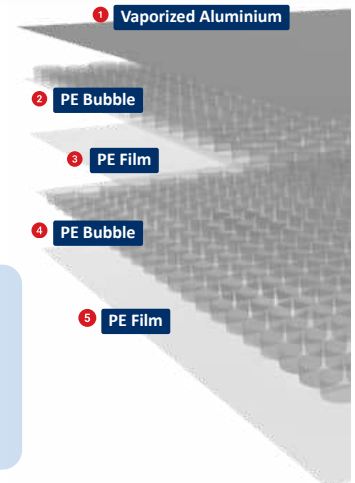 1 Vaporized Aluminium
2 PE Bubble
3 PE Film
4 PE Bubble
5 PE Film